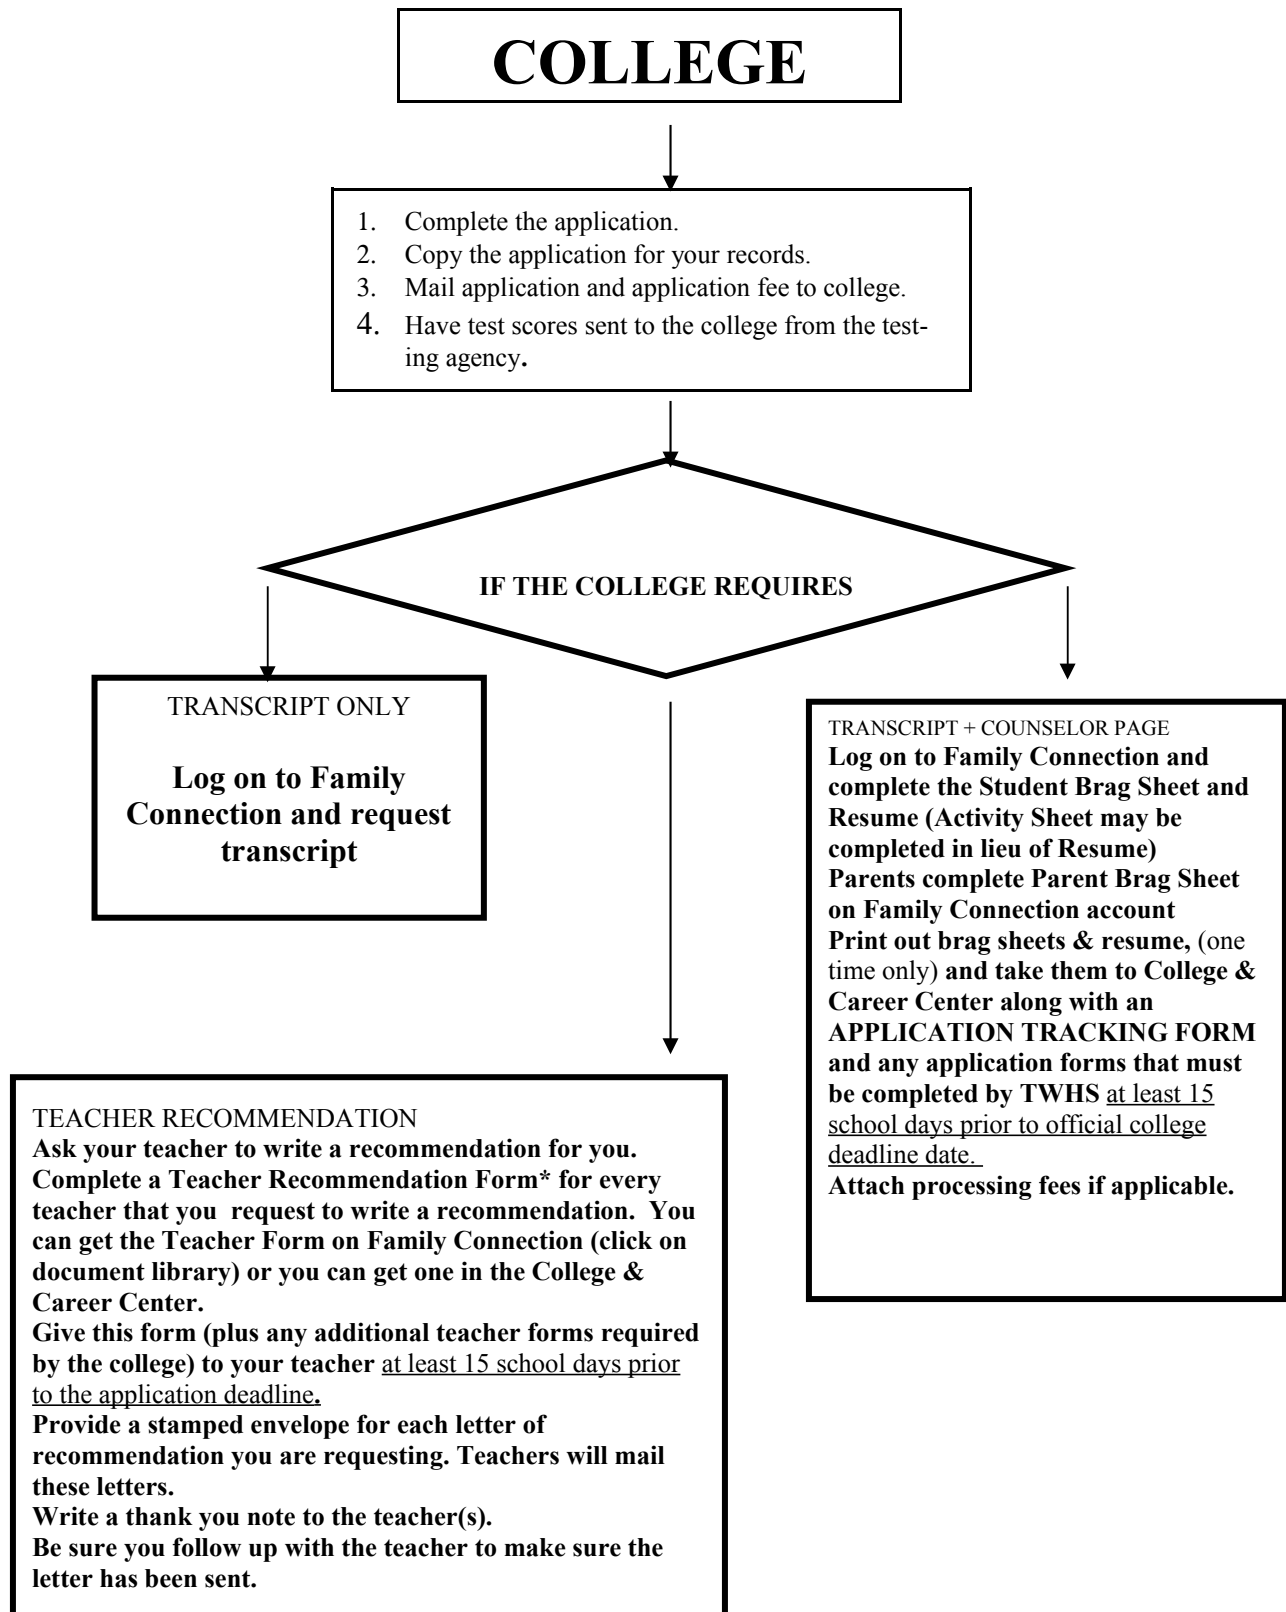 COLLEGE
1. Complete the application.
2. Copy the application for your records.
3. Mail application and application fee to college.
4. Have test scores sent to the college from the test-
ing agency.
IF THE COLLEGE REQUIRES
TRANSCRIPT ONLY
Log on to Family
Connection and request
transcript
TRANSCRIPT + COUNSELOR PAGE
Log on to Family Connection and
complete the Student Brag Sheet and
Resume (Activity Sheet may be
completed in lieu of Resume)
Parents complete Parent Brag Sheet
on Family Connection account
Print out brag sheets & resume, (one
time only) and take them to College &
Career Center along with an
APPLICATION TRACKING FORM
and any application forms that must
be completed by TWHS at least 15
school days prior to official college
deadline date.
Attach processing fees if applicable.
TEACHER RECOMMENDATION
Ask your teacher to write a recommendation for you.
Complete a Teacher Recommendation Form* for every
teacher that you request to write a recommendation. You
can get the Teacher Form on Family Connection (click on
document library) or you can get one in the College &
Career Center.
Give this form (plus any additional teacher forms required
by the college) to your teacher at least 15 school days prior
to the application deadline.
Provide a stamped envelope for each letter of
recommendation you are requesting. Teachers will mail
these letters.
Write a thank you note to the teacher(s).
Be sure you follow up with the teacher to make sure the
letter has been sent.